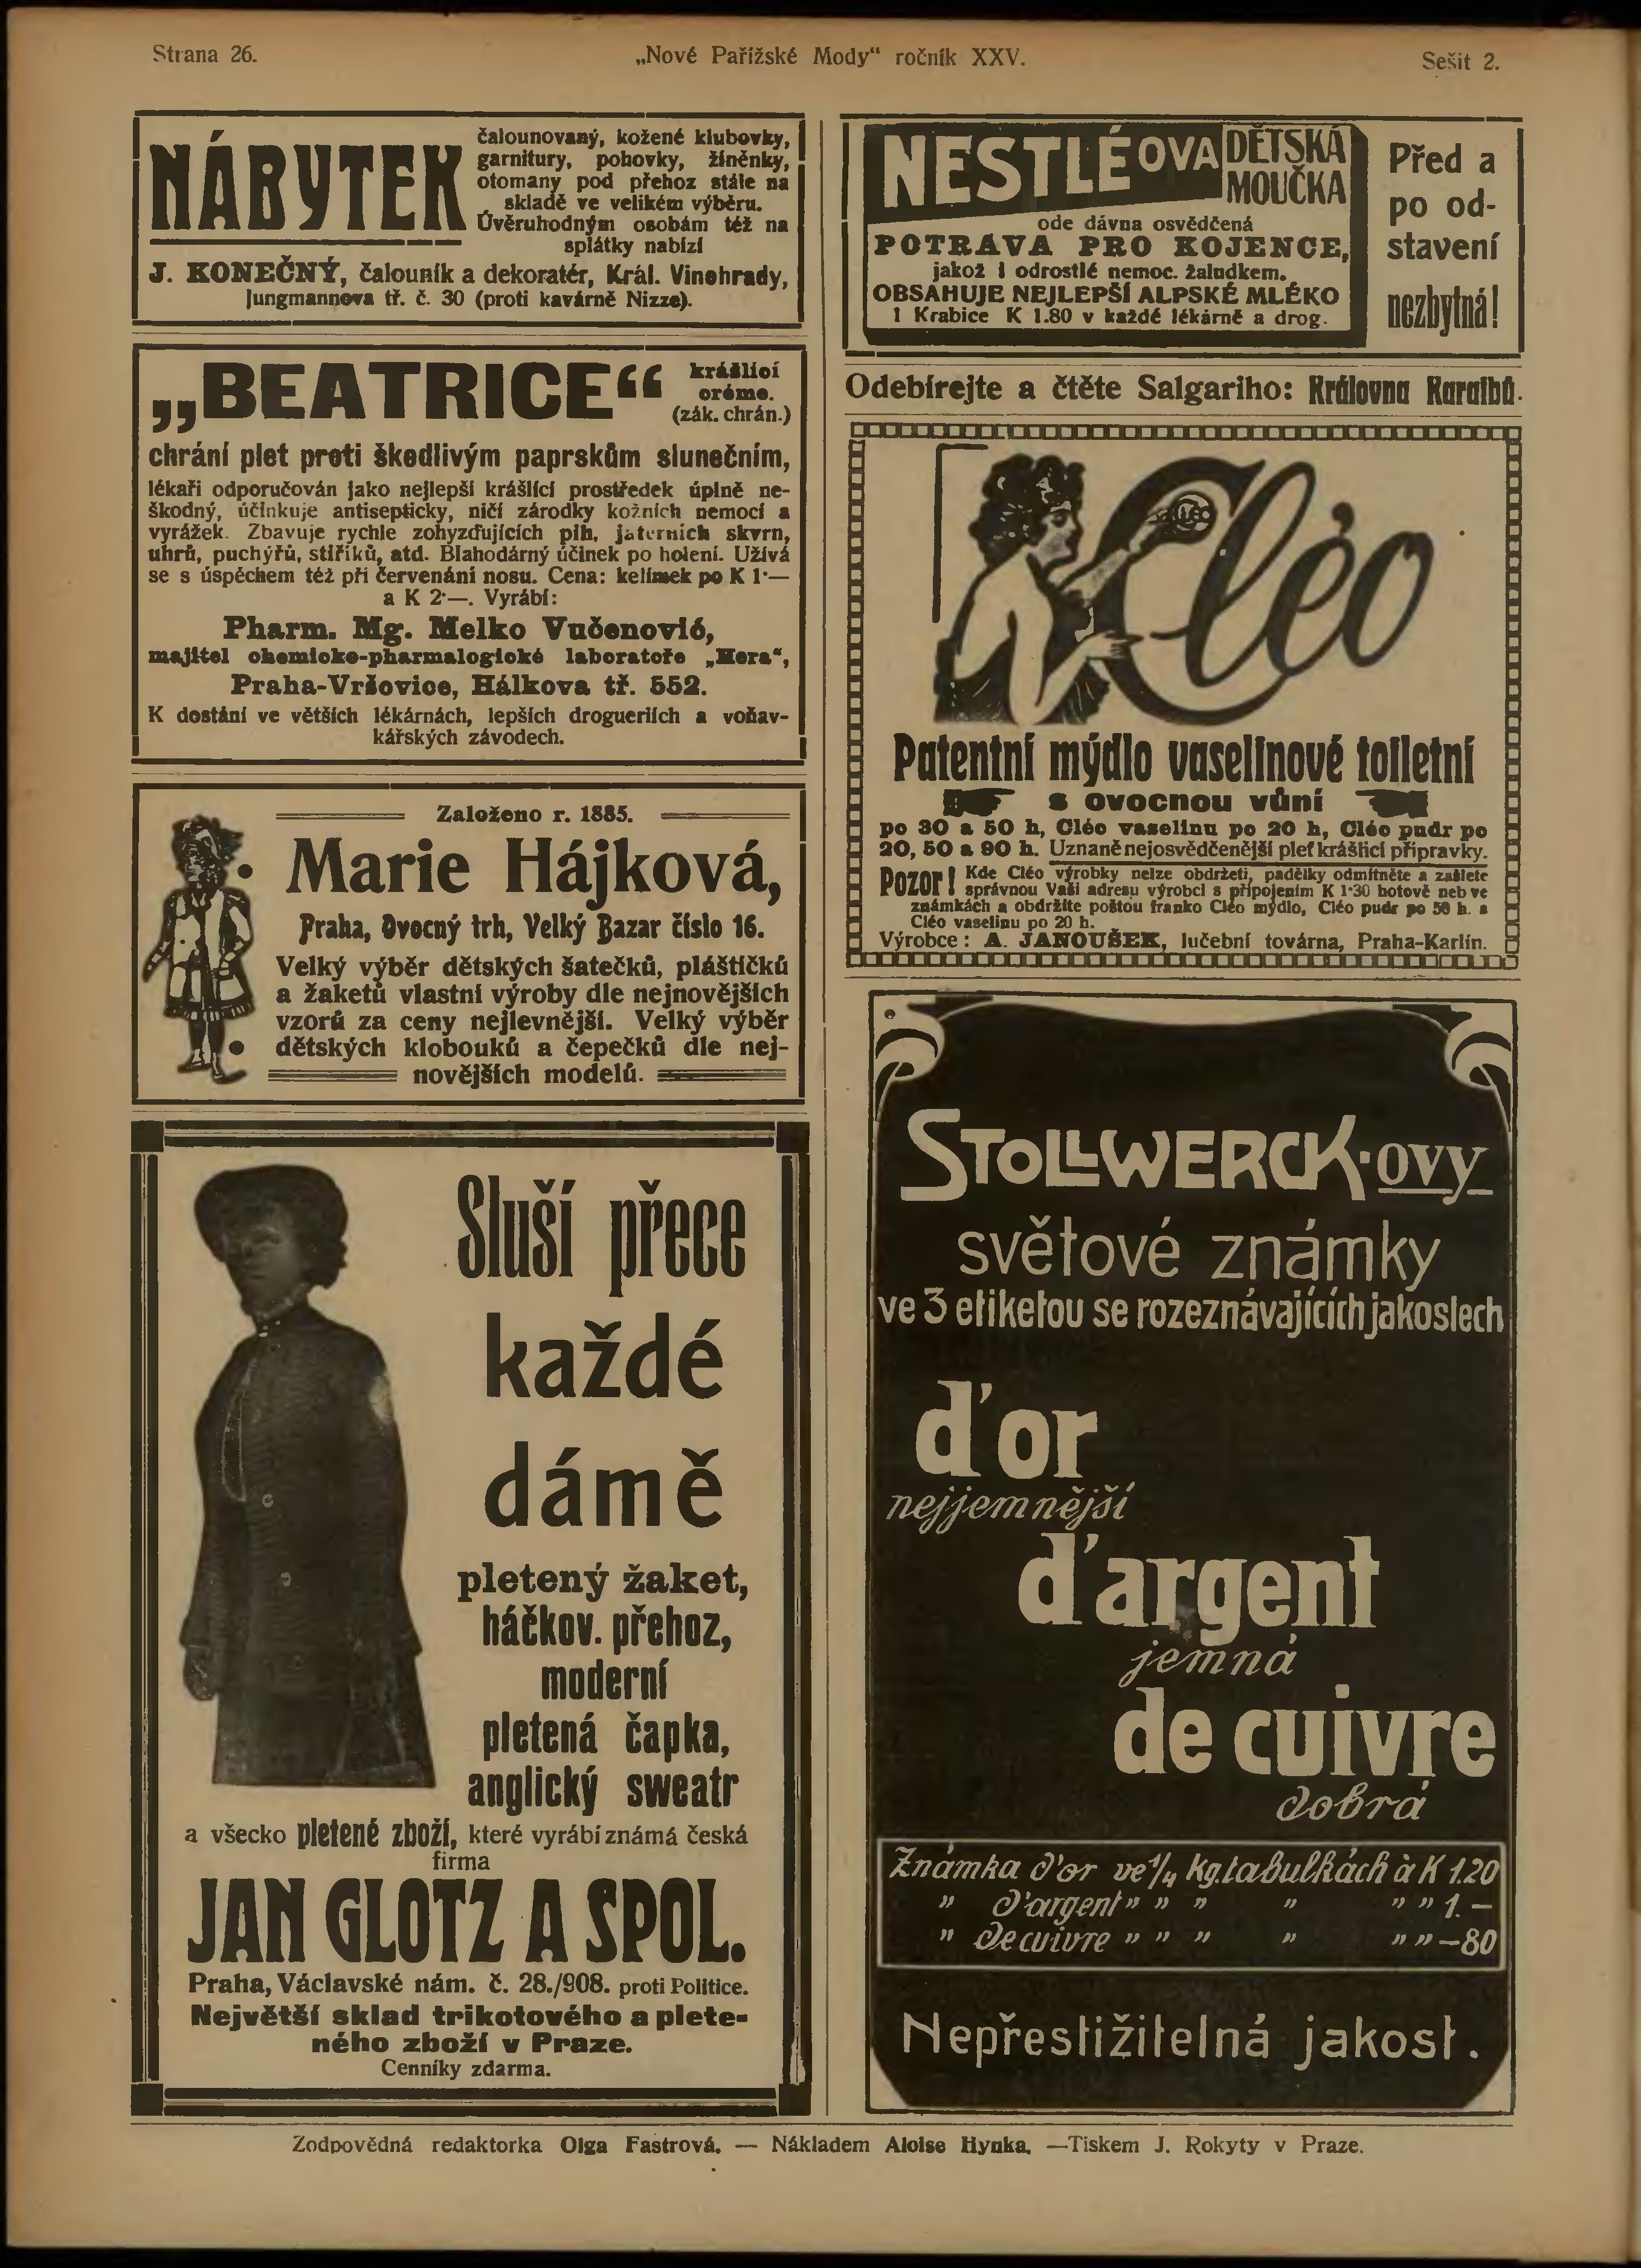 Strana 26.
„Nové Pařížské Mody“ ročník XXV.
Sešit 2.
NÁBYTEK
čalounovaný, kožené klubovky,
garnitury, pohovky, žíněnky,
otomany pod přehoz stále na
skladě ve velikém výběru.
Úvěruhodným osobám též na
splátky nabízí
J. KONEČNÝ, čalouník a dekoratér, Král. Vinohrady,
Jungmannova tř. č. 30 (proti kavárně Nizze).
„BEATRICE“
krášlicí
créme.
(zák. chrán.)
chrání pleť proti škodlivým paprskům slunečním,
lékaři odporučován jako nejlepší krášlící prostředek úplně ne-
škodný, účinkuje antisepticky, ničí zárodky kožních nemocí a
vyrážek. Zbavuje rychle zohyzďujících pih, jaterních skvrn,
uhrů, puchýřů, stiříků, atd. Blahodárný účinek po holení. Užívá
se s úspěchem též při červenání nosu. Cena: kelímek po K 1·—
a K 2·—. Vyrábí:
Pharm. Mg. Melko Vučenović,
majitel chemicko-pharmalogické laboratoře „Hera“,
Praha-Vršovice, Hálkova tř. 552.
K dostání ve větších lékárnách, lepších drogueriích a voňav-
kářských závodech.
Založeno r. 1885.
Marie Hájková,
Praha, Ovocný trh, Velký Bazar číslo 16.
Velký výběr dětských šatečků, pláštíčků
a žaketů vlastní výroby dle nejnovějších
vzorů za ceny nejlevnější. Velký výběr
dětských klobouků a čepečků dle nej-
novějších modelů.
Sluší přece
každé
dámě
pletený žaket,
háčkov. přehoz,
moderní
pletená čapka,
anglický sweatr
a všecko pletené zboží, které vyrábí známá česká
firma
JAN GLOTZ A SPOL.
Praha, Václavské nám. č. 28./908. proti Politice.
Největší sklad trikotového a plete-
ného zboží v Praze.
Cenníky zdarma.
NESTLÉOVA DĚTSKÁ
MOUČKA
ode dávna osvědčená
POTRAVA PRO KOJENCE,
jakož i odrostlé nemoc. žaludkem.
OBSAHUJE NEJLEPŠÍ ALPSKÉ MLÉKO
1 Krabice K 1.80 v každé lékárně a drog.
Před a
po od-
stavení
nezbytná!
Odebírejte a čtěte Salgariho: Královna Karaibů.
Cléo
Patentní mýdlo vaselinové toiletní
s ovocnou vůní
po 30 a 50 h, Cléo vaselinu po 20 h, Cléo pudr po
20, 50 a 90 h. Uznaně nejosvědčenější pleť krášlicí přípravky.
Pozor! Kde Cléo výrobky nelze obdržeti, padělky odmítněte a zašlete
správnou Vaši adresu výrobci s připojením K 1·30 hotově neb ve
známkách a obdržíte poštou franko Cléo mýdlo, Cléo pudr po 50 h. a
Cléo vaselinu po 20 h.
Výrobce: A. JANOUŠEK, lučební továrna, Praha-Karlín.
STOLLWERCK·ovy
světové známky
ve 3 etiketou se rozeznávajících jakostech
d'or
nejjemnější
d'argent
jemná
de cuivre
dobrá
Známka d'or ve 1/4 Kg. tabulkách à K 1.20
„ d'argent „ „ „ „ „ „ 1.—
„ de cuivre „ „ „ „ „ „ —80
Nepřestižitelná jakost.
Zodpovědná redaktorka Olga Fastrová. — Nákladem Aloise Hynka. —Tiskem J. Rokyty v Praze.